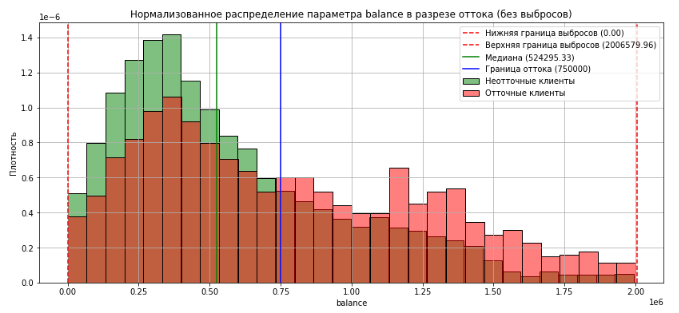 Нормализованное распределение параметра balance в разрезе оттока (без выбросов)
1e−6
Нижняя граница выбросов (0.00)
Верхняя граница выбросов (2006579.96)
Медиана (524295.33)
Граница оттока (750000)
Неотточные клиенты
Отточные клиенты
1.4
1.2
1.0
0.8
0.6
0.4
0.2
0.0
Плотность
0.00 0.25 0.50 0.75 1.00 1.25 1.50 1.75 2.00
1e6
balance